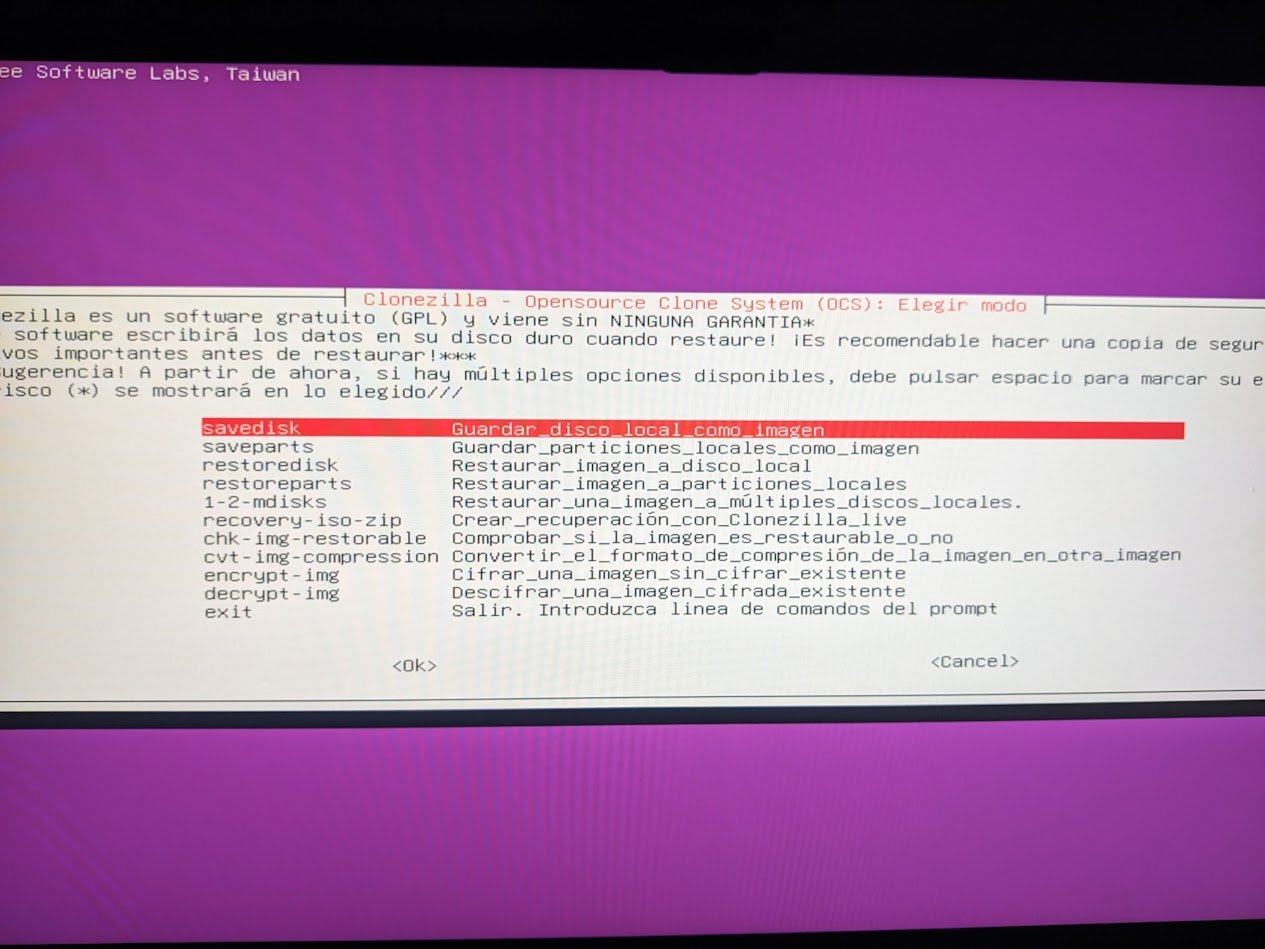 ee Software Labs, Taiwan
Clonezilla - Opensource Clone System (OCS): Elegir modo
ezilla es un software gratuito (GPL) y viene sin NINGUNA GARANTIA*
software escribirá los datos en su disco duro cuando restaure! ¡Es recomendable hacer una copia de segur
vos importantes antes de restaurar!***
ugerencia! A partir de ahora, si hay múltiples opciones disponibles, debe pulsar espacio para marcar su e
risco (*) se mostrará en lo elegido///
savedisk Guardar_disco_local_como_imagen
saveparts Guardar_particiones_locales_como_imagen
restoredisk Restaurar_imagen_a_disco_local
restoreparts Restaurar_imagen_a_particiones_locales
1-2-mdisks Restaurar_una_imagen_a_múltiples_discos_locales.
recovery-iso-zip Crear_recuperación_con_Clonezilla_live
chk-img-restorable Comprobar_si_la_imagen_es_restaurable_o_no
cvt-img-compression Convertir_el_formato_de_compresión_de_la_imagen_en_otra_imagen
encrypt-img Cifrar_una_imagen_sin_cifrar_existente
decrypt-img Descifrar_una_imagen_cifrada_existente
exit Salir. Introduzca linea de comandos del prompt
<Ok> <Cancel>